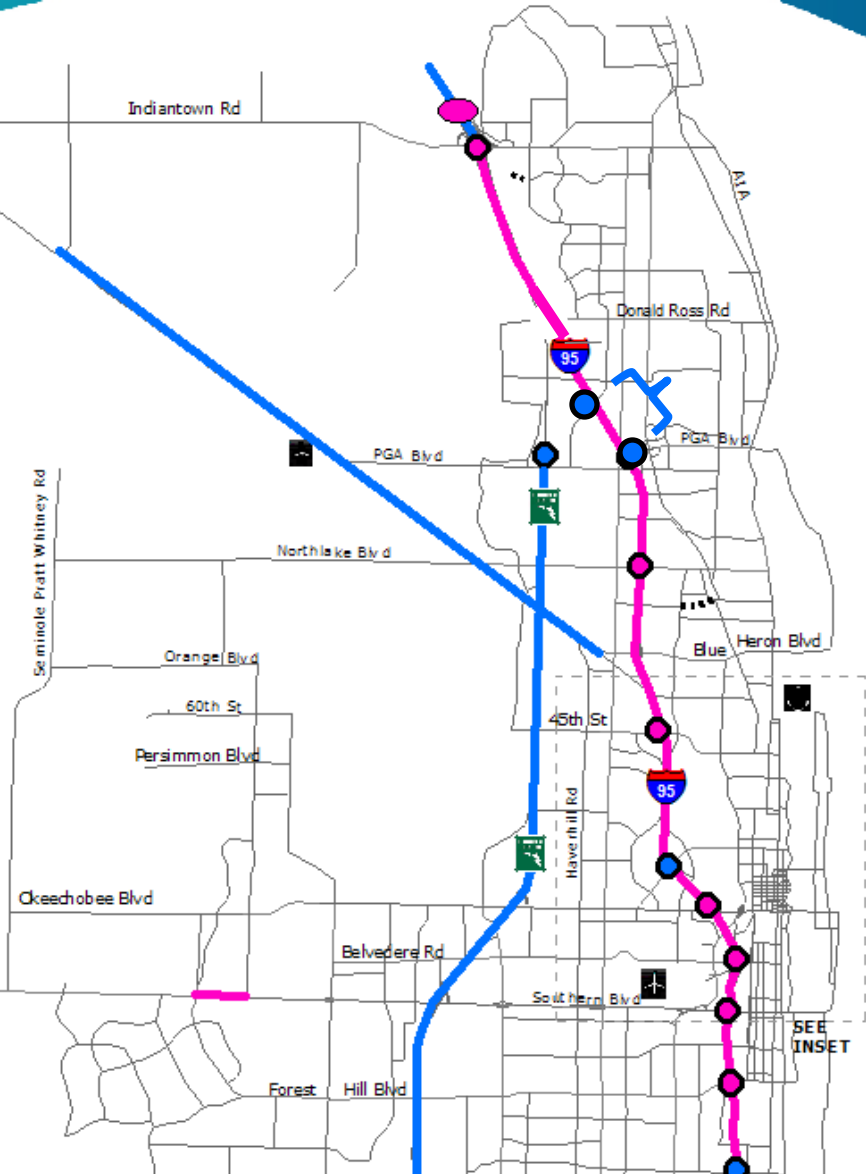 Indiantown Rd
A1A
Donald Ross Rd
95
PGA Blvd
PGA Blvd
Seminole Pratt Whitney Rd
Northlake Blvd
Blue Heron Blvd
Orange Blvd
60th St
45th St
Persimmon Blvd
95
Haverhill Rd
Okeechobee Blvd
Belvedere Rd
Southern Blvd
SEE
INSET
Forest Hill Blvd